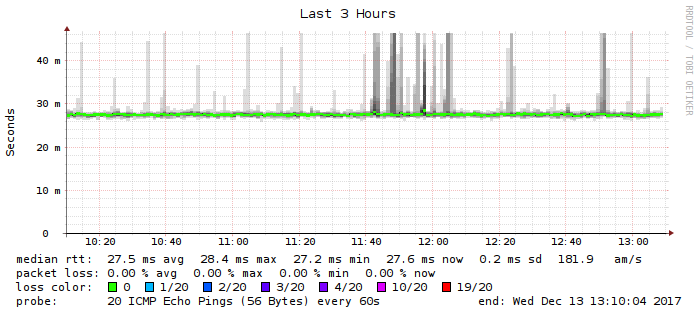 Last 3 Hours
RRDTOOL / TOBI OETIKER
Seconds
40 m
30 m
20 m
10 m
0
10:20 10:40 11:00 11:20 11:40 12:00 12:20 12:40 13:00
median rtt: 27.5 ms avg 28.4 ms max 27.2 ms min 27.6 ms now 0.2 ms sd 181.9 am/s
packet loss: 0.00 % avg 0.00 % max 0.00 % min 0.00 % now
loss color: 0 1/20 2/20 3/20 4/20 10/20 19/20
probe: 20 ICMP Echo Pings (56 Bytes) every 60s end: Wed Dec 13 13:10:04 2017